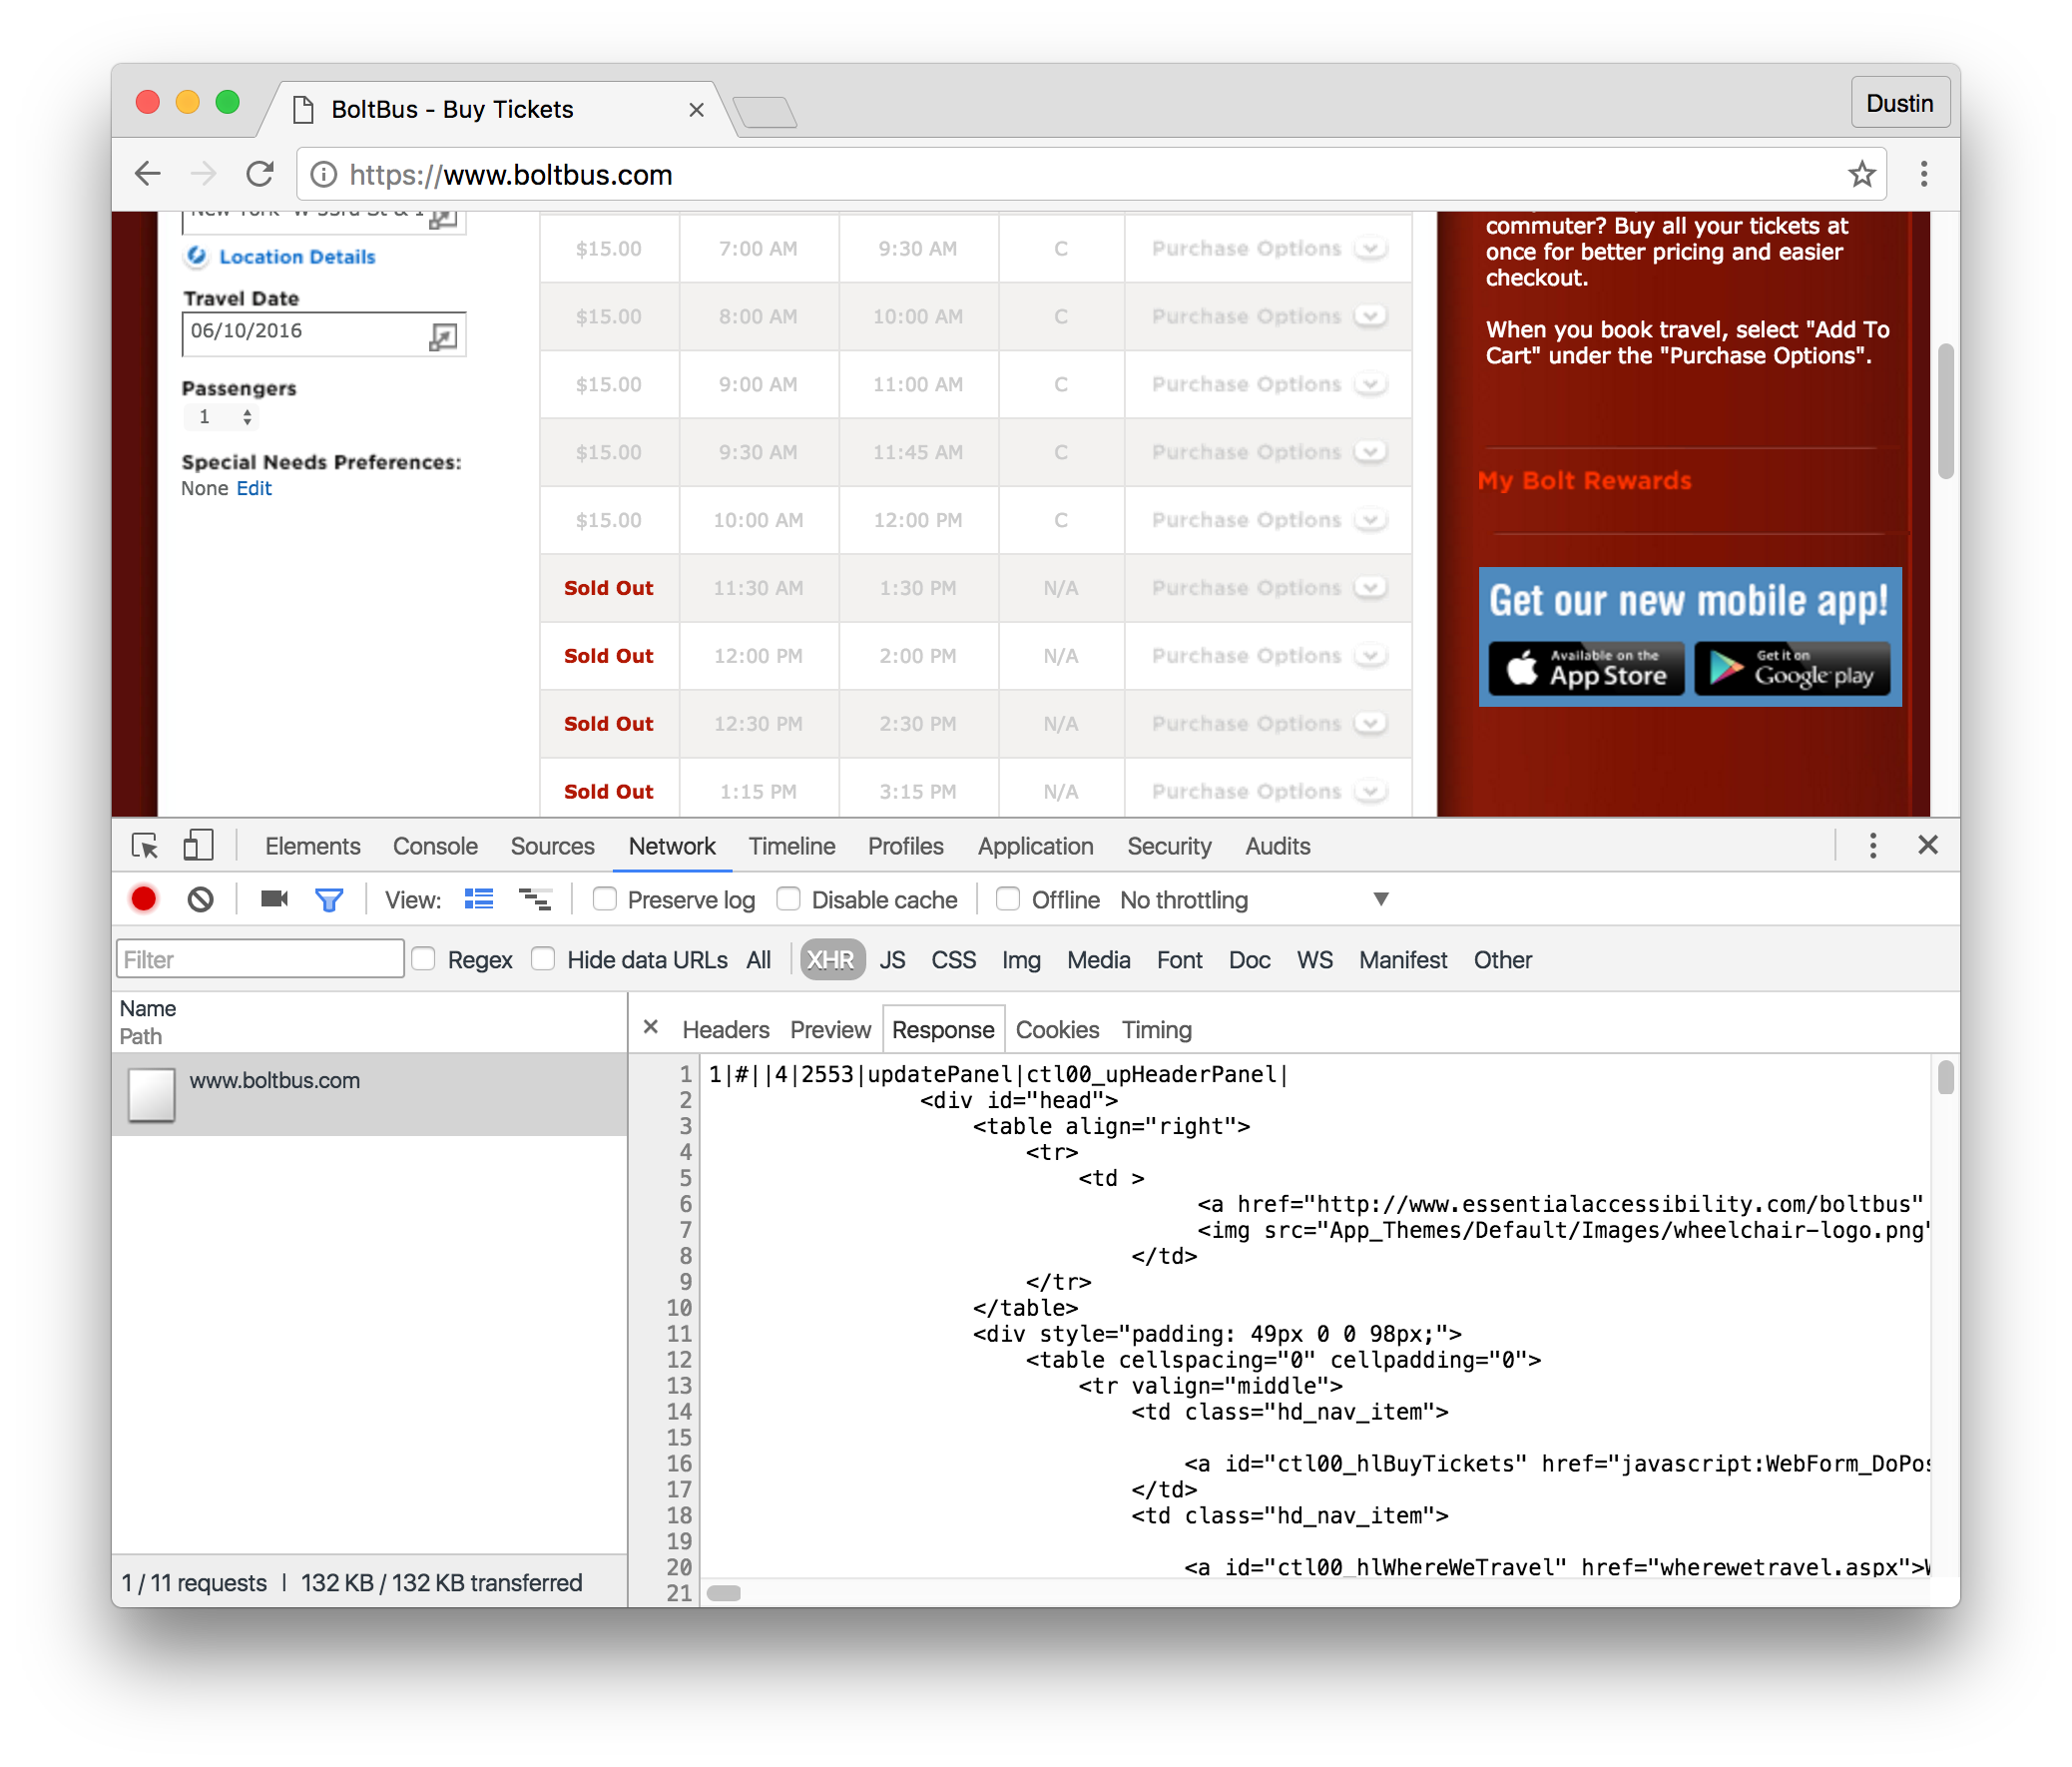 BoltBus - Buy Tickets
Dustin
https://www.boltbus.com
Location Details
Travel Date
06/10/2016
Passengers
1
Special Needs Preferences:
None Edit
$15.00 7:00 AM 9:30 AM C Purchase Options
$15.00 8:00 AM 10:00 AM C Purchase Options
$15.00 9:00 AM 11:00 AM C Purchase Options
$15.00 9:30 AM 11:45 AM C Purchase Options
$15.00 10:00 AM 12:00 PM C Purchase Options
Sold Out 11:30 AM 1:30 PM N/A Purchase Options
Sold Out 12:00 PM 2:00 PM N/A Purchase Options
Sold Out 12:30 PM 2:30 PM N/A Purchase Options
Sold Out 1:15 PM 3:15 PM N/A Purchase Options
commuter? Buy all your tickets at
once for better pricing and easier
checkout.
When you book travel, select "Add To
Cart" under the "Purchase Options".
My Bolt Rewards
Get our new mobile app!
Available on the
App Store
Get it on
Google play
Elements Console Sources Network Timeline Profiles Application Security Audits
View: Preserve log Disable cache Offline No throttling
Filter Regex Hide data URLs All XHR JS CSS Img Media Font Doc WS Manifest Other
Name
Path
www.boltbus.com
1 / 11 requests | 132 KB / 132 KB transferred
Headers Preview Response Cookies Timing
1 1|#||4|2553|updatePanel|ctl00_upHeaderPanel|
2 <div id="head">
3 <table align="right">
4 <tr>
5 <td >
6 <a href="http://www.essentialaccessibility.com/boltbus"
7 <img src="App_Themes/Default/Images/wheelchair-logo.png"
8 </td>
9 </tr>
10 </table>
11 <div style="padding: 49px 0 0 98px;">
12 <table cellspacing="0" cellpadding="0">
13 <tr valign="middle">
14 <td class="hd_nav_item">
15
16 <a id="ctl00_hlBuyTickets" href="javascript:WebForm_DoPos
17 </td>
18 <td class="hd_nav_item">
19
20 <a id="ctl00_hlWhereWeTravel" href="wherewetravel.aspx">W
21